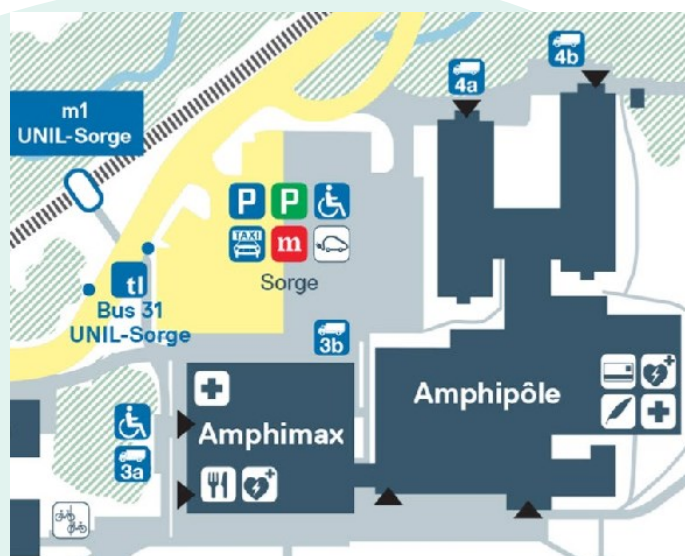 4a
4b
m1
UNIL-Sorge
P
P
TAXI
m
Sorge
tl
Bus 31
UNIL-Sorge
3b
Amphipôle
Amphimax
3a